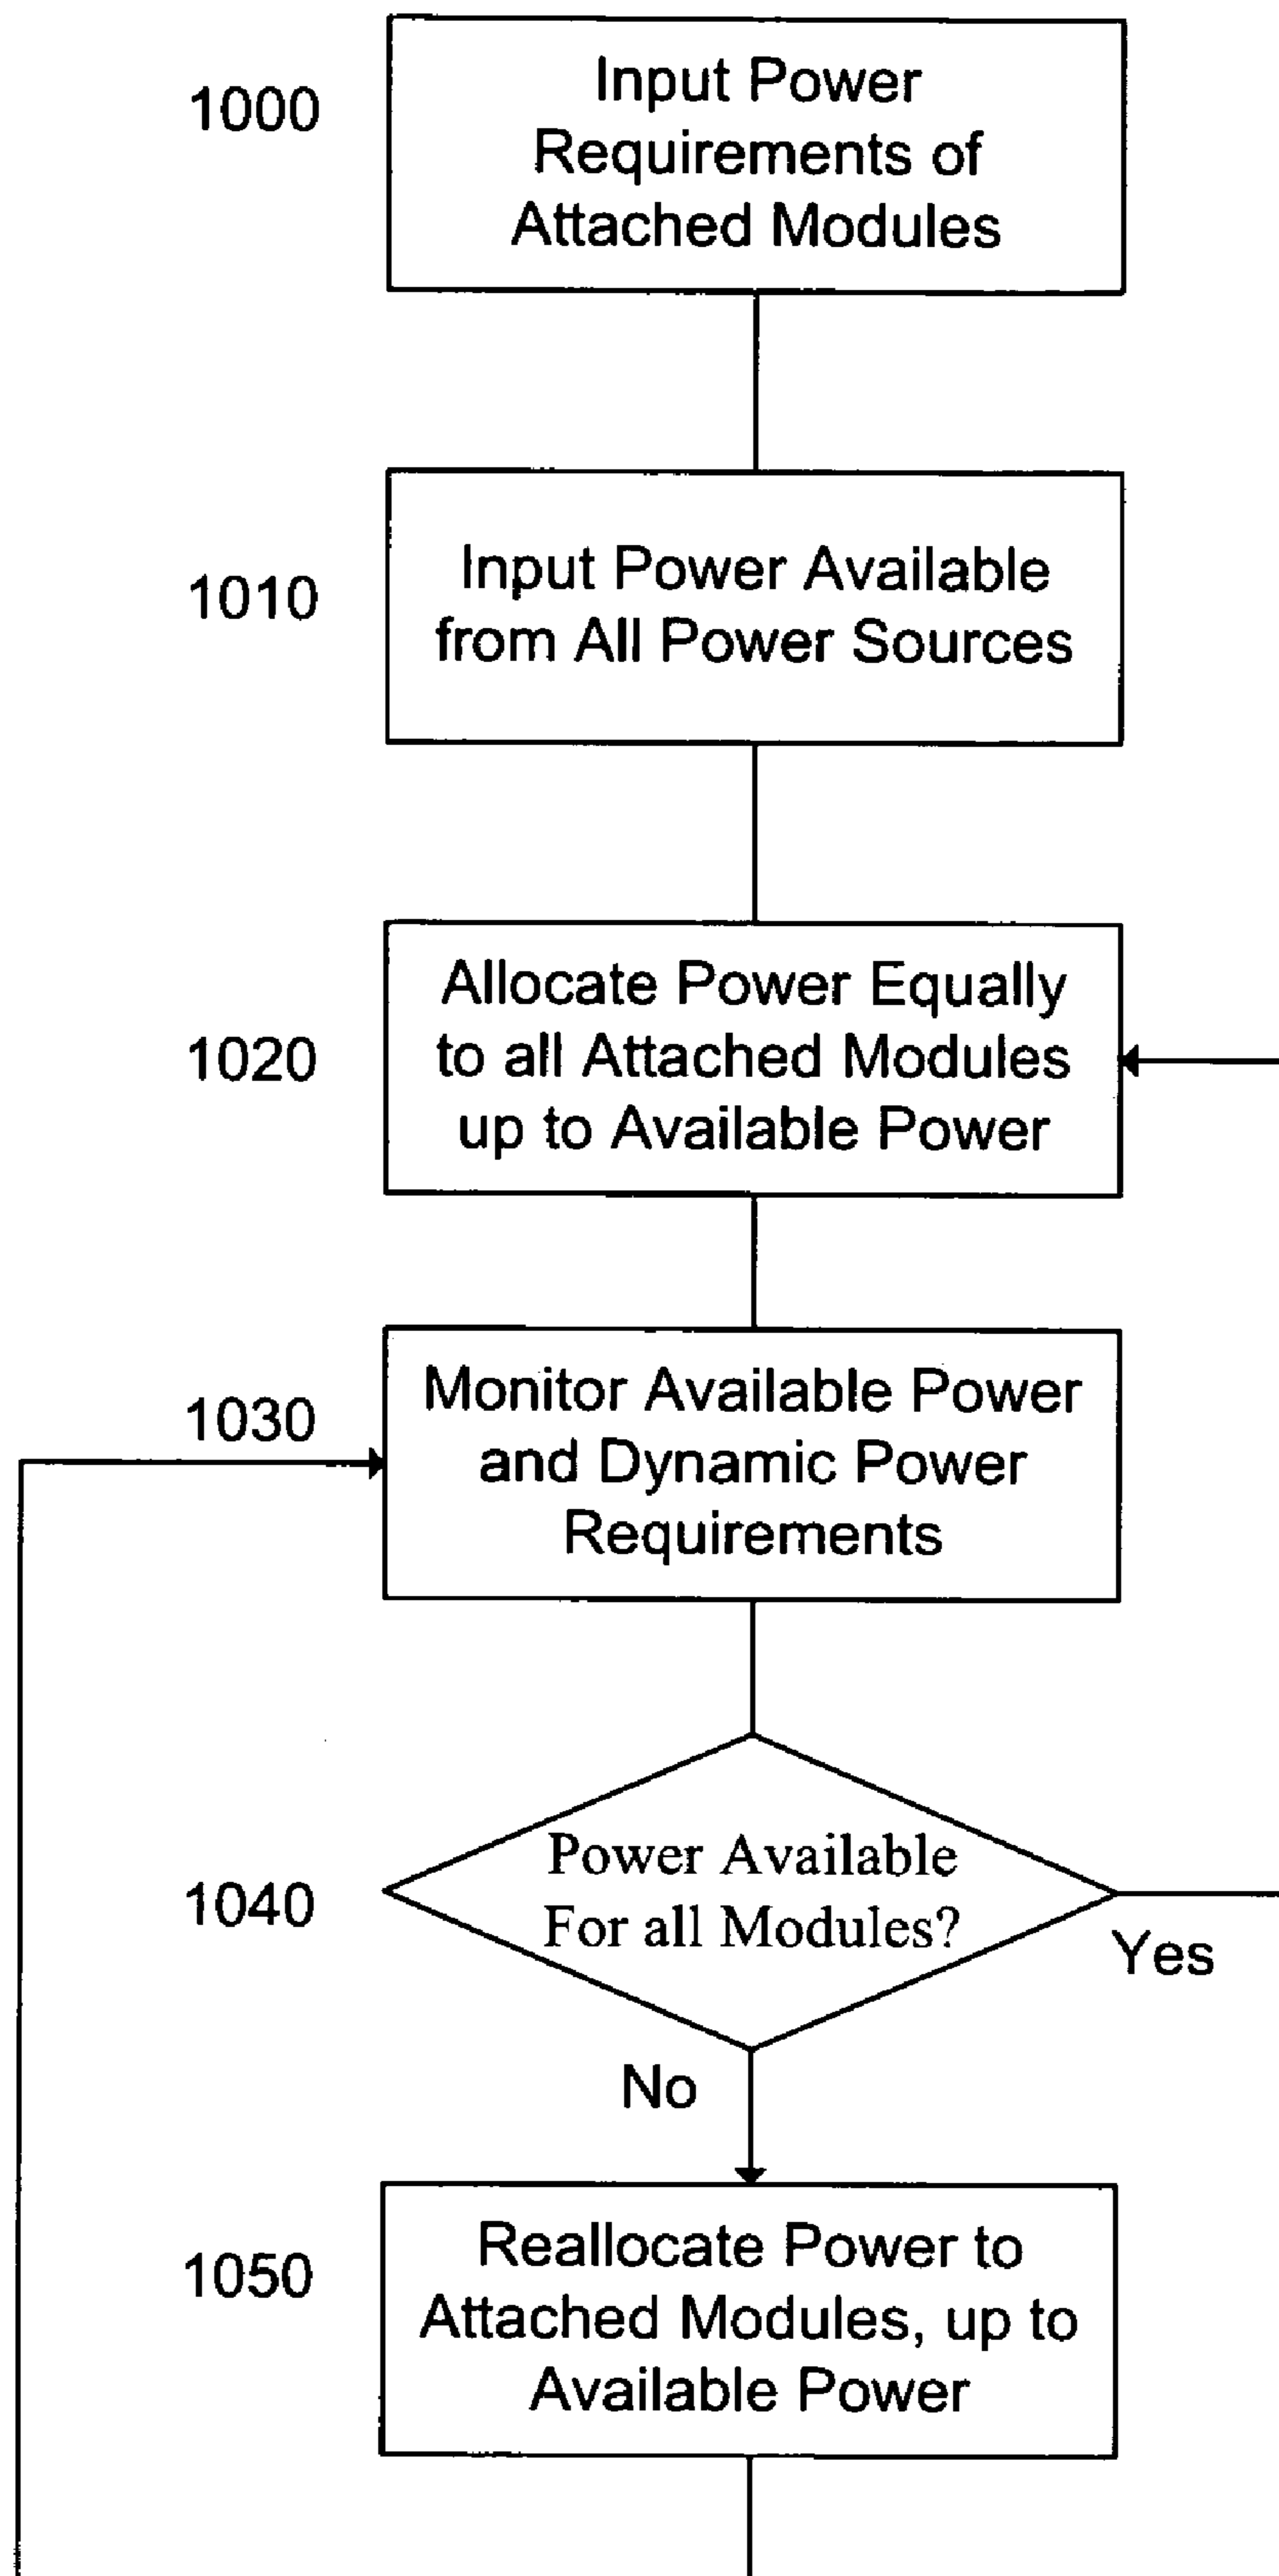 1000
Input Power
Requirements of
Attached Modules
1010
Input Power Available
from All Power Sources
1020
Allocate Power Equally
to all Attached Modules
up to Available Power
1030
Monitor Available Power
and Dynamic Power
Requirements
1040
Power Available
For all Modules?
Yes
No
1050
Reallocate Power to
Attached Modules, up to
Available Power